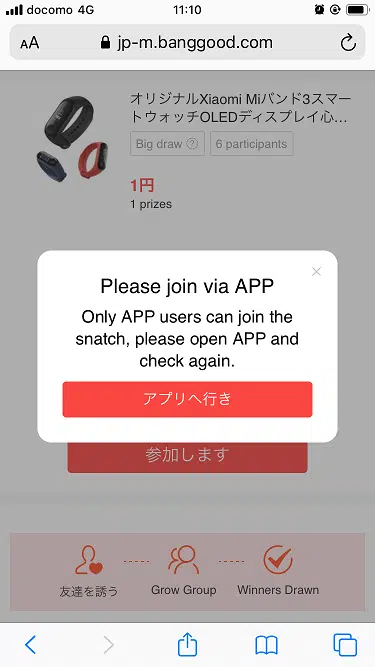 docomo 4G 11:10
AA jp-m.banggood.com
オリジナルXiaomi Miバンド3スマー
トウォッチOLEDディスプレイ心…
Big draw ? 6 participants
1円
1 prizes
Please join via APP
Only APP users can join the
snatch, please open APP and
check again.
アプリへ行き
参加します
友達を誘う Grow Group Winners Drawn